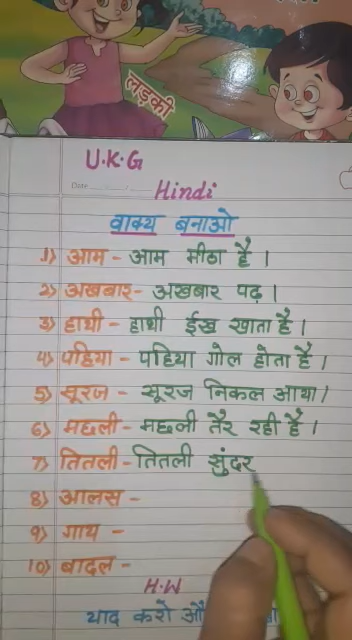 लड़की
U.K.G
Date
Hindi
वाक्य बनाओ
1) आम - आम मीठा है ।
2) अखबार - अखबार पढ़ ।
3) हाथी - हाथी ईख खाता है ।
4) पहिया - पहिया गोल होता है ।
5) सूरज - सूरज निकल आया ।
6) मछली - मछली तैर रही है ।
7) तितली - तितली सुंदर
8) आलस -
9) गाय -
10) बादल -
H.W
याद करो